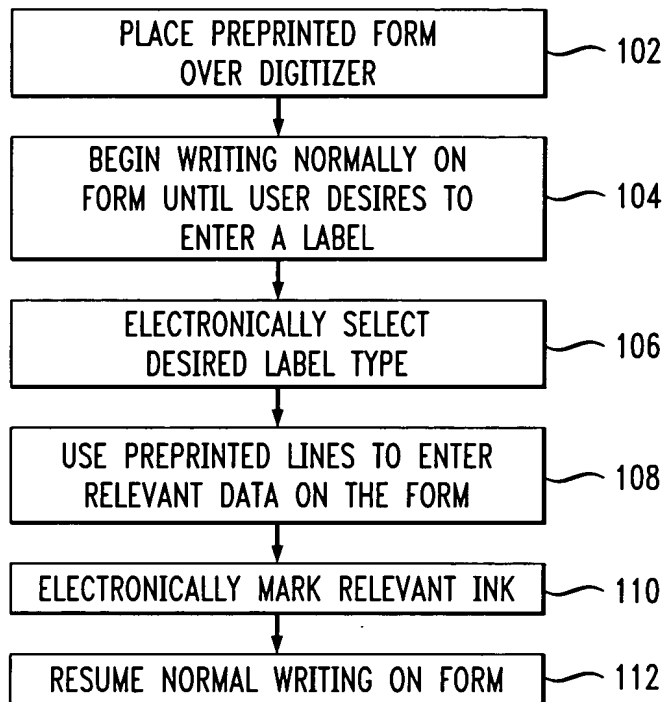 PLACE PREPRINTED FORM
OVER DIGITIZER
102
BEGIN WRITING NORMALLY ON
FORM UNTIL USER DESIRES TO
ENTER A LABEL
104
ELECTRONICALLY SELECT
DESIRED LABEL TYPE
106
USE PREPRINTED LINES TO ENTER
RELEVANT DATA ON THE FORM
108
ELECTRONICALLY MARK RELEVANT INK
110
RESUME NORMAL WRITING ON FORM
112